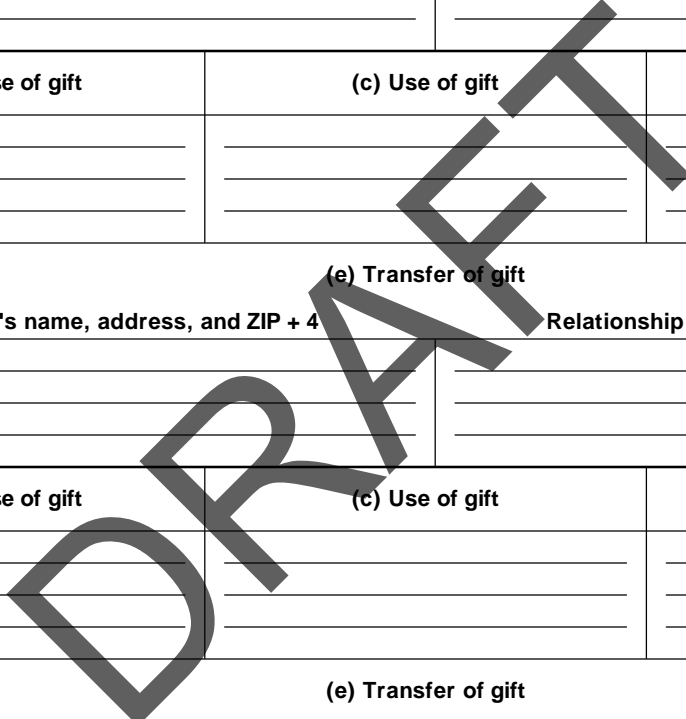 se of gift (c) Use of gift
(e) Transfer of gift
's name, address, and ZIP + 4 Relationship
se of gift (c) Use of gift
(e) Transfer of gift
DRAFT